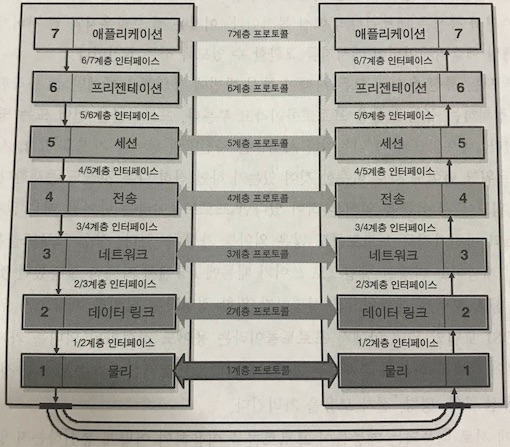 7 애플리케이션 7계층 프로토콜 애플리케이션 7
6/7계층 인터페이스 6/7계층 인터페이스
6 프리젠테이션 6계층 프로토콜 프리젠테이션 6
5/6계층 인터페이스 5/6계층 인터페이스
5 세션 5계층 프로토콜 세션 5
4/5계층 인터페이스 4/5계층 인터페이스
4 전송 4계층 프로토콜 전송 4
3/4계층 인터페이스 3/4계층 인터페이스
3 네트워크 3계층 프로토콜 네트워크 3
2/3계층 인터페이스 2/3계층 인터페이스
2 데이터 링크 2계층 프로토콜 데이터 링크 2
1/2계층 인터페이스 1/2계층 인터페이스
1 물리 1계층 프로토콜 물리 1